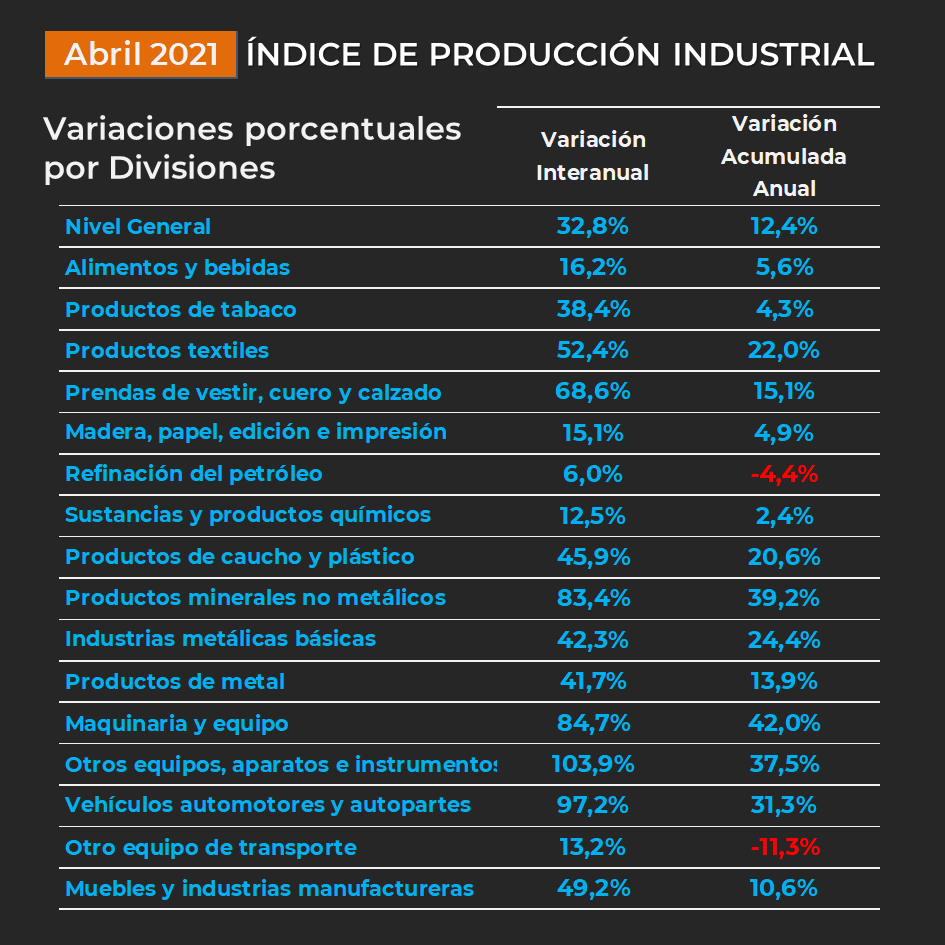 Abril 2021 ÍNDICE DE PRODUCCIÓN INDUSTRIAL
Variaciones porcentuales
por Divisiones
Variación
Interanual
Variación
Acumulada
Anual
Nivel General 32,8% 12,4%
Alimentos y bebidas 16,2% 5,6%
Productos de tabaco 38,4% 4,3%
Productos textiles 52,4% 22,0%
Prendas de vestir, cuero y calzado 68,6% 15,1%
Madera, papel, edición e impresión 15,1% 4,9%
Refinación del petróleo 6,0% -4,4%
Sustancias y productos químicos 12,5% 2,4%
Productos de caucho y plástico 45,9% 20,6%
Productos minerales no metálicos 83,4% 39,2%
Industrias metálicas básicas 42,3% 24,4%
Productos de metal 41,7% 13,9%
Maquinaria y equipo 84,7% 42,0%
Otros equipos, aparatos e instrumentos 103,9% 37,5%
Vehículos automotores y autopartes 97,2% 31,3%
Otro equipo de transporte 13,2% -11,3%
Muebles y industrias manufactureras 49,2% 10,6%